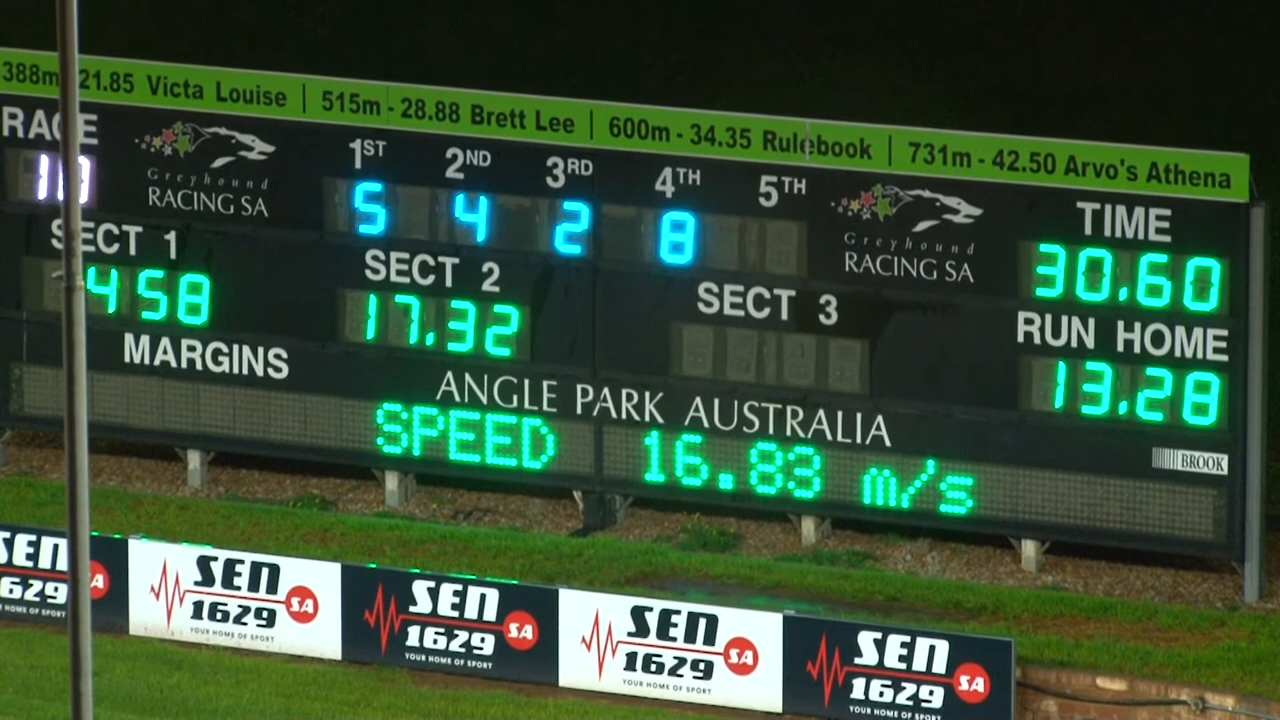 388m 21.85 Victa Louise | 515m - 28.88 Brett Lee | 600m - 34.35 Rulebook | 731m - 42.50 Arvo's Athena
RACE
Greyhound
RACING SA
1ST 2ND 3RD 4TH 5TH
5 4 2 8
Greyhound
RACING SA
TIME
30.60
SECT 1
4 58
SECT 2
17.32
SECT 3
RUN HOME
13.28
MARGINS
ANGLE PARK AUSTRALIA
SPEED 16.83 m/s
BROOK
SEN
1629
YOUR HOME OF SPORT
SEN
1629 SA
YOUR HOME OF SPORT
SEN
1629 SA
YOUR HOME OF SPORT
SEN
1629 SA
YOUR HOME OF SPORT
SEN
1629 SA
YOUR HOME OF SPORT